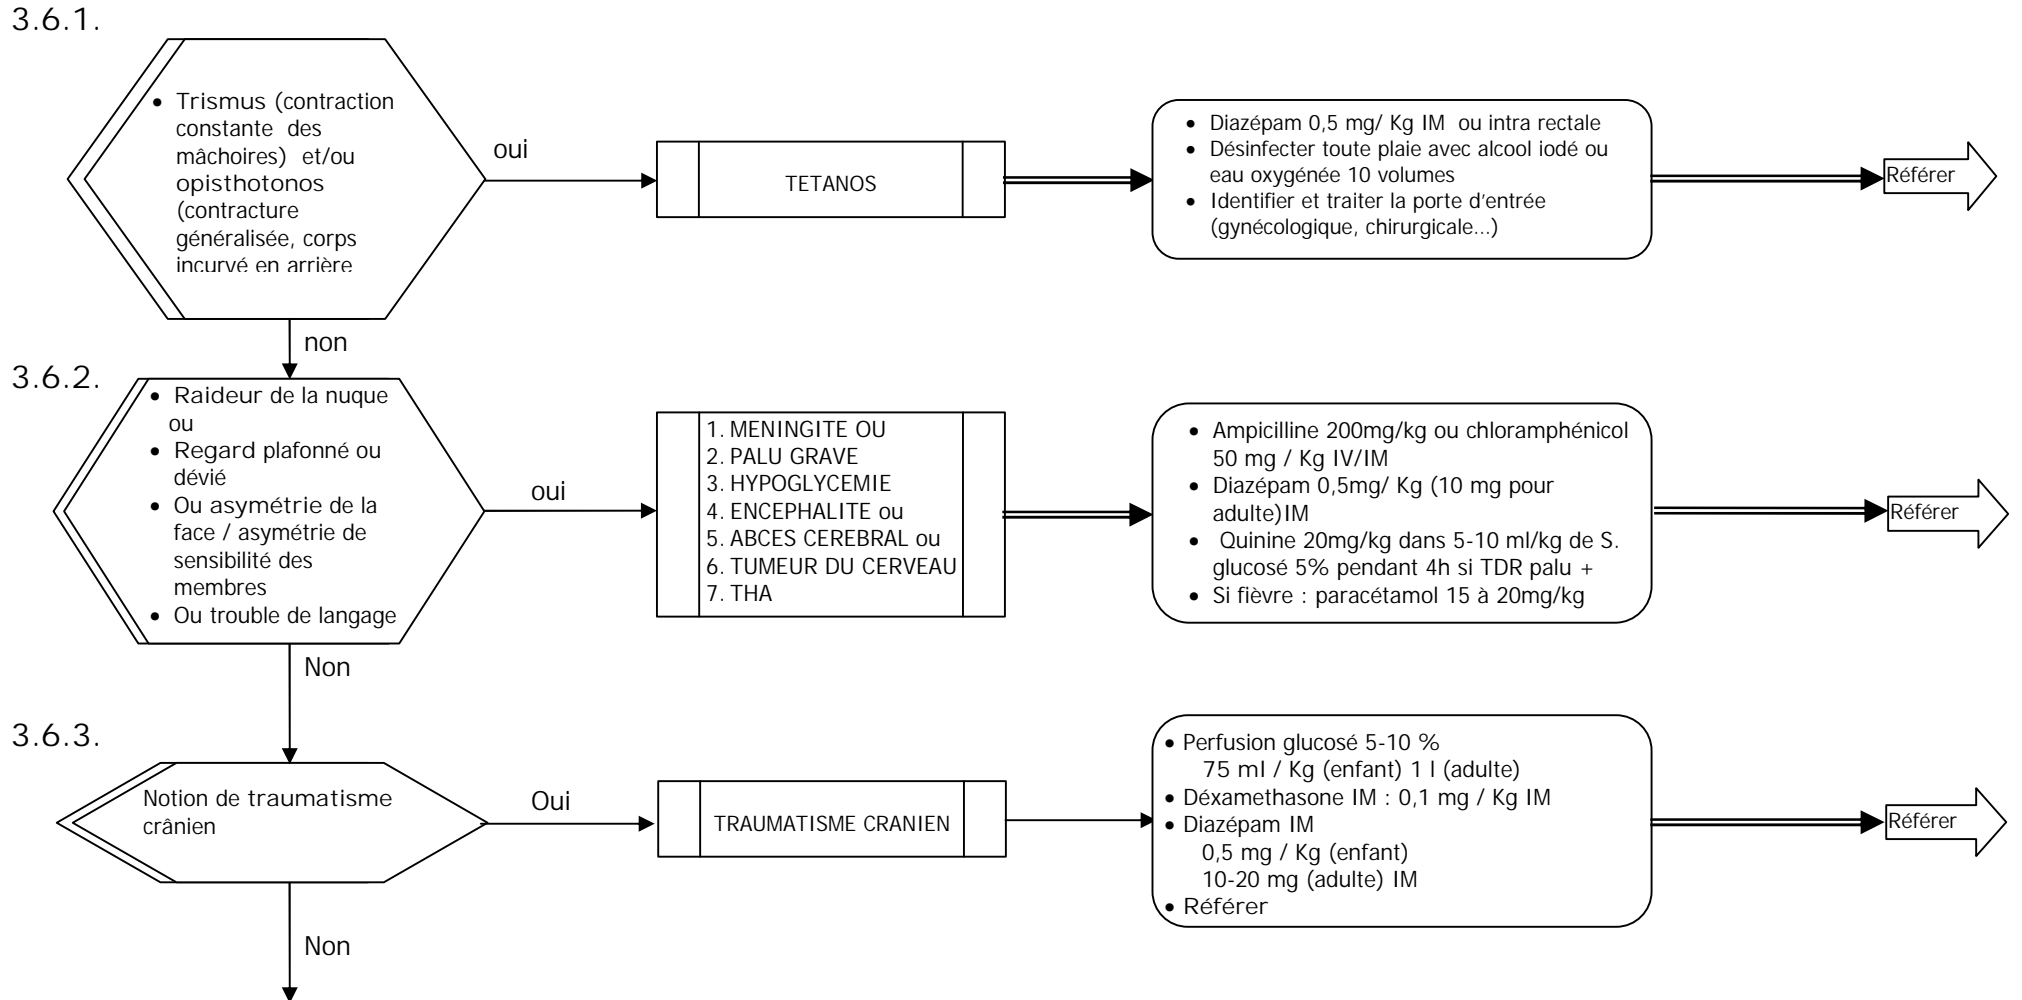 3.6.1.
• Trismus (contraction
constante des
mâchoires) et/ou
opisthotonos
(contracture
généralisée, corps
incurvé en arrière
oui
TETANOS
• Diazépam 0,5 mg/ Kg IM ou intra rectale
• Désinfecter toute plaie avec alcool iodé ou
eau oxygénée 10 volumes
• Identifier et traiter la porte d'entrée
(gynécologique, chirurgicale...)
Référer
non
3.6.2.
• Raideur de la nuque
ou
• Regard plafonné ou
dévié
• Ou asymétrie de la
face / asymétrie de
sensibilité des
membres
• Ou trouble de langage
oui
1. MENINGITE OU
2. PALU GRAVE
3. HYPOGLYCEMIE
4. ENCEPHALITE ou
5. ABCES CEREBRAL ou
6. TUMEUR DU CERVEAU
7. THA
• Ampicilline 200mg/kg ou chloramphénicol
50 mg / Kg IV/IM
• Diazépam 0,5mg/ Kg (10 mg pour
adulte)IM
• Quinine 20mg/kg dans 5-10 ml/kg de S.
glucosé 5% pendant 4h si TDR palu +
• Si fièvre : paracétamol 15 à 20mg/kg
Référer
Non
3.6.3.
Notion de traumatisme
crânien
Oui
TRAUMATISME CRANIEN
• Perfusion glucosé 5-10 %
75 ml / Kg (enfant) 1 l (adulte)
• Déxamethasone IM : 0,1 mg / Kg IM
• Diazépam IM
0,5 mg / Kg (enfant)
10-20 mg (adulte) IM
• Référer
Référer
Non